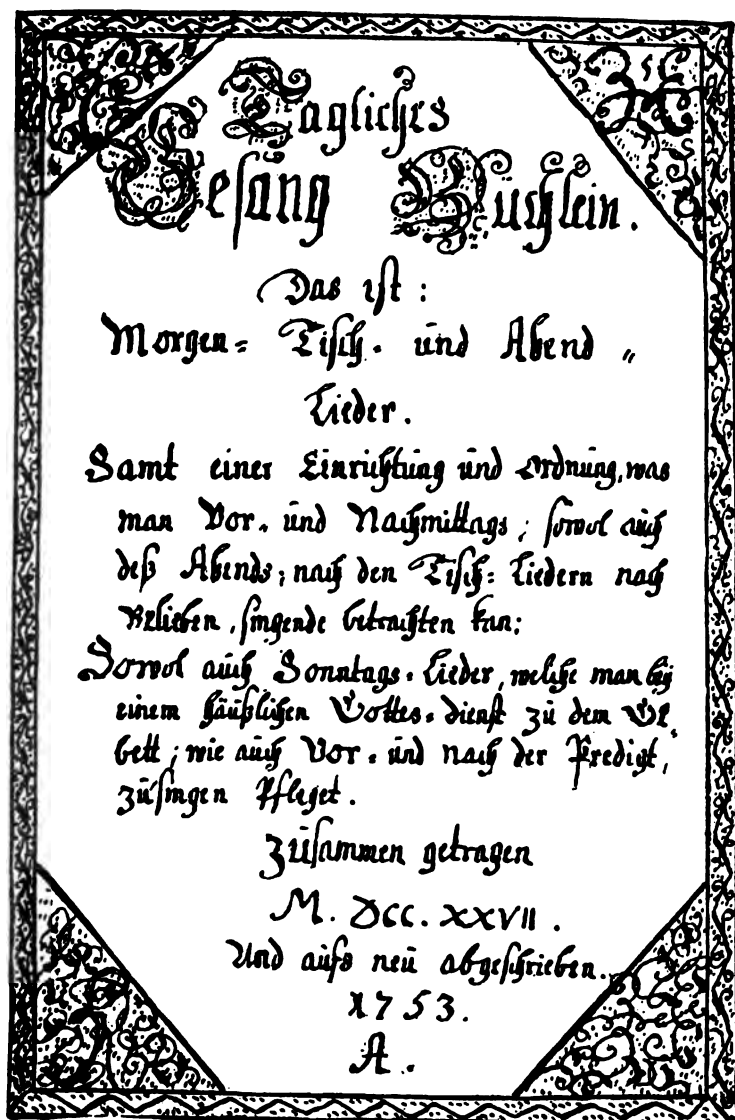 Tagliches
Gesang Büchlein.
Das ist:
Morgen= Tisch= und Abend=
Lieder.
Samt einer Einrichtung und Ordnung, was
man Vor= und Nachmittags; sowol auch
deß Abends; nach den Tisch= Liedern nach
Belieben, singende betrachten kan;
Sowol auch Sonntags= Lieder, welche man bey
einem häußlichen Gottes= dienst zu dem Ge=
bett; wie auch Vor= und nach der Predigt,
zu singen Pfleget.
Zusammen getragen
M. DCC. XXVII.
Und aufs neu abgeschrieben.
1753.
A.